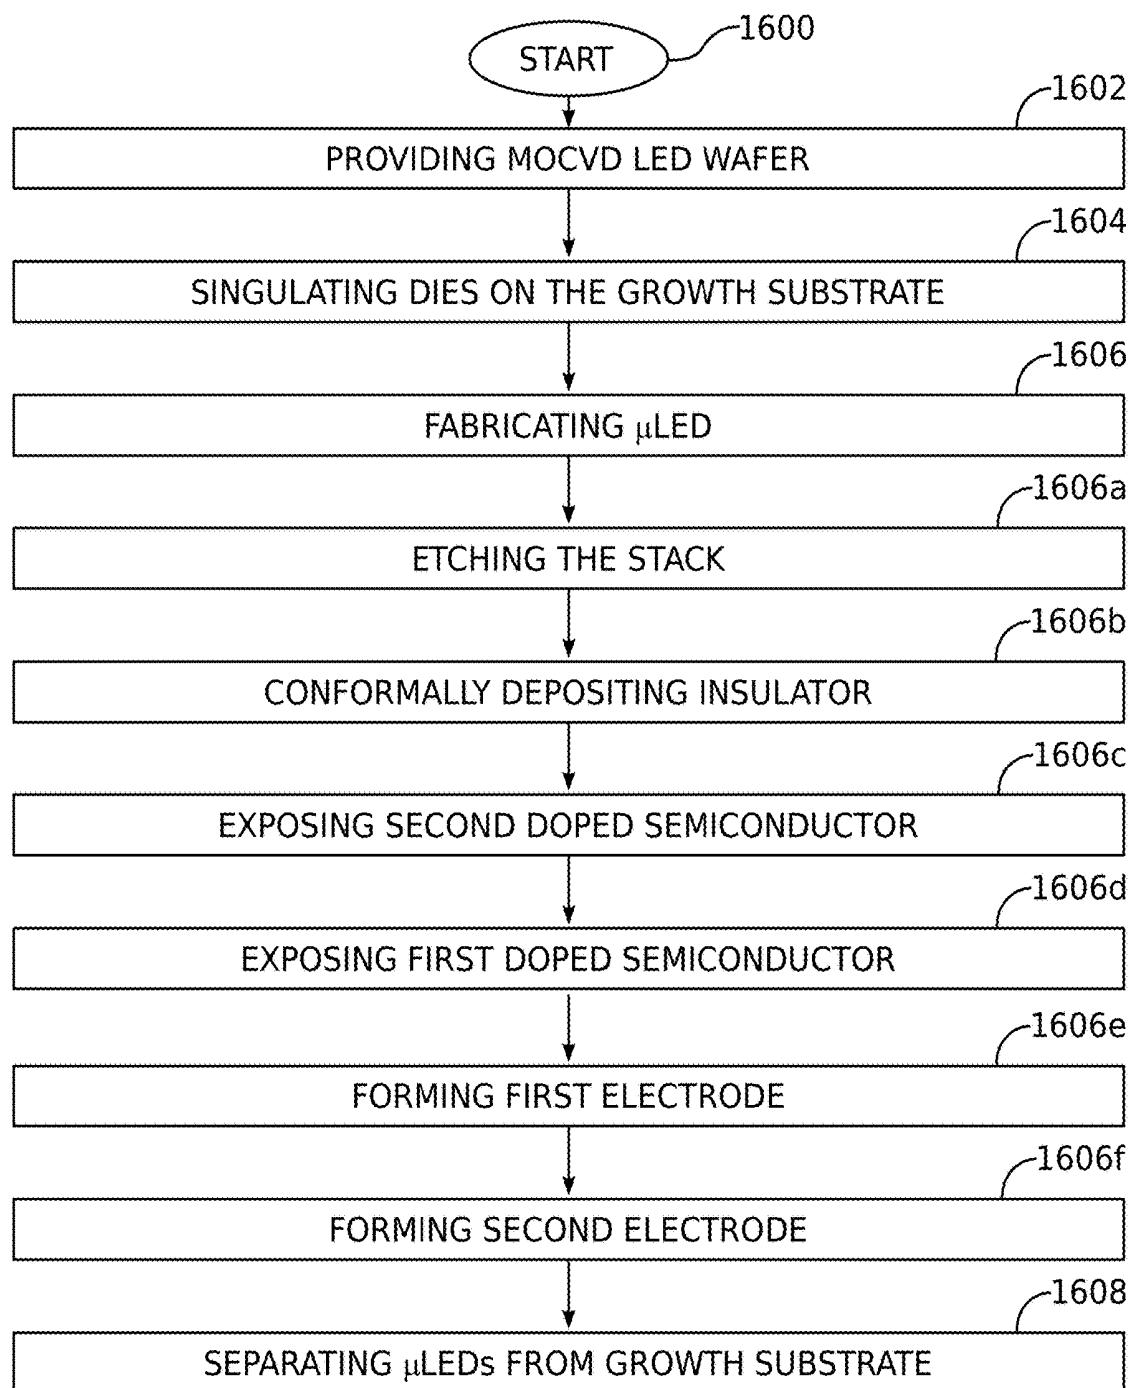 START
1600
1602
PROVIDING MOCVD LED WAFER
1604
SINGULATING DIES ON THE GROWTH SUBSTRATE
1606
FABRICATING µLED
1606a
ETCHING THE STACK
1606b
CONFORMALLY DEPOSITING INSULATOR
1606c
EXPOSING SECOND DOPED SEMICONDUCTOR
1606d
EXPOSING FIRST DOPED SEMICONDUCTOR
1606e
FORMING FIRST ELECTRODE
1606f
FORMING SECOND ELECTRODE
1608
SEPARATING µLEDs FROM GROWTH SUBSTRATE